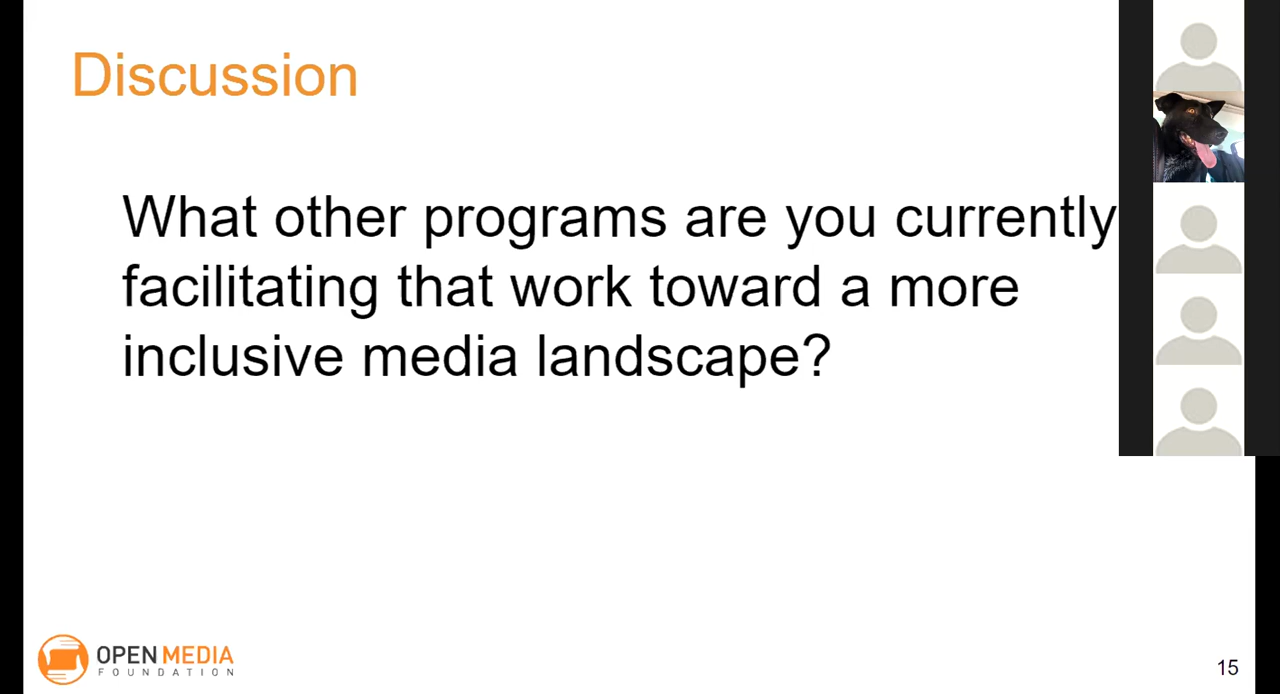 Discussion
What other programs are you currently
facilitating that work toward a more
inclusive media landscape?
OPEN MEDIA
FOUNDATION
15